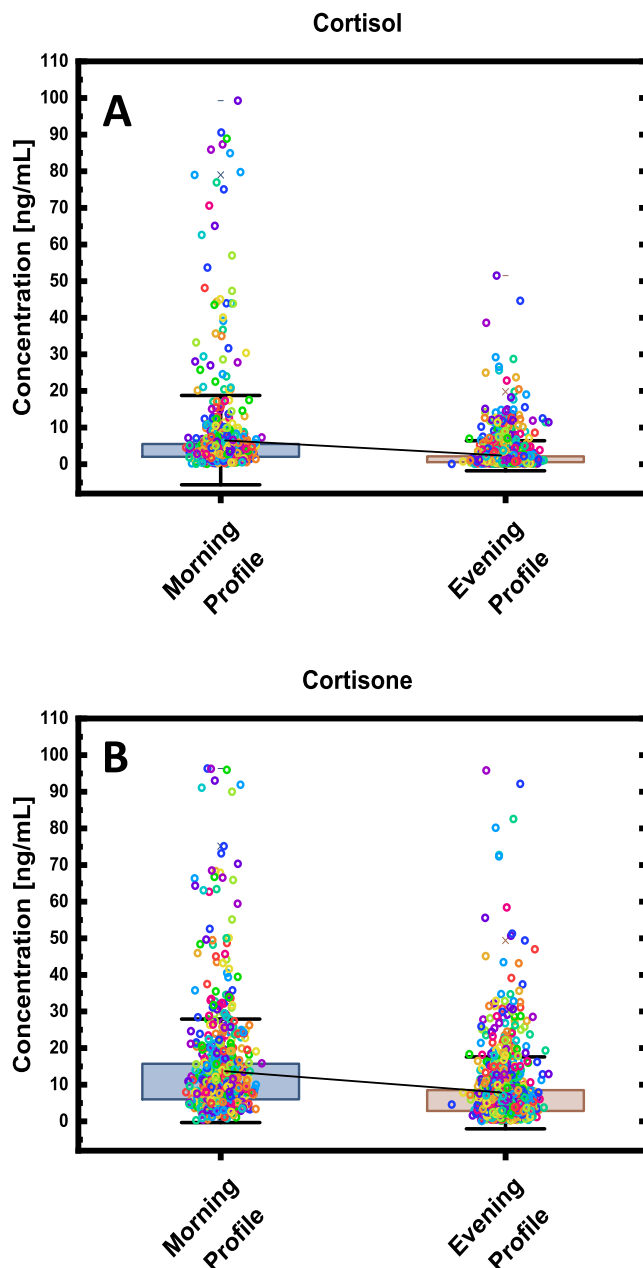 Cortisol
110
100
90
80
70
60
50
40
30
20
10
0
Concentration [ng/mL]
A
Morning
Profile
Evening
Profile
Cortisone
110
100
90
80
70
60
50
40
30
20
10
0
Concentration [ng/mL]
B
Morning
Profile
Evening
Profile